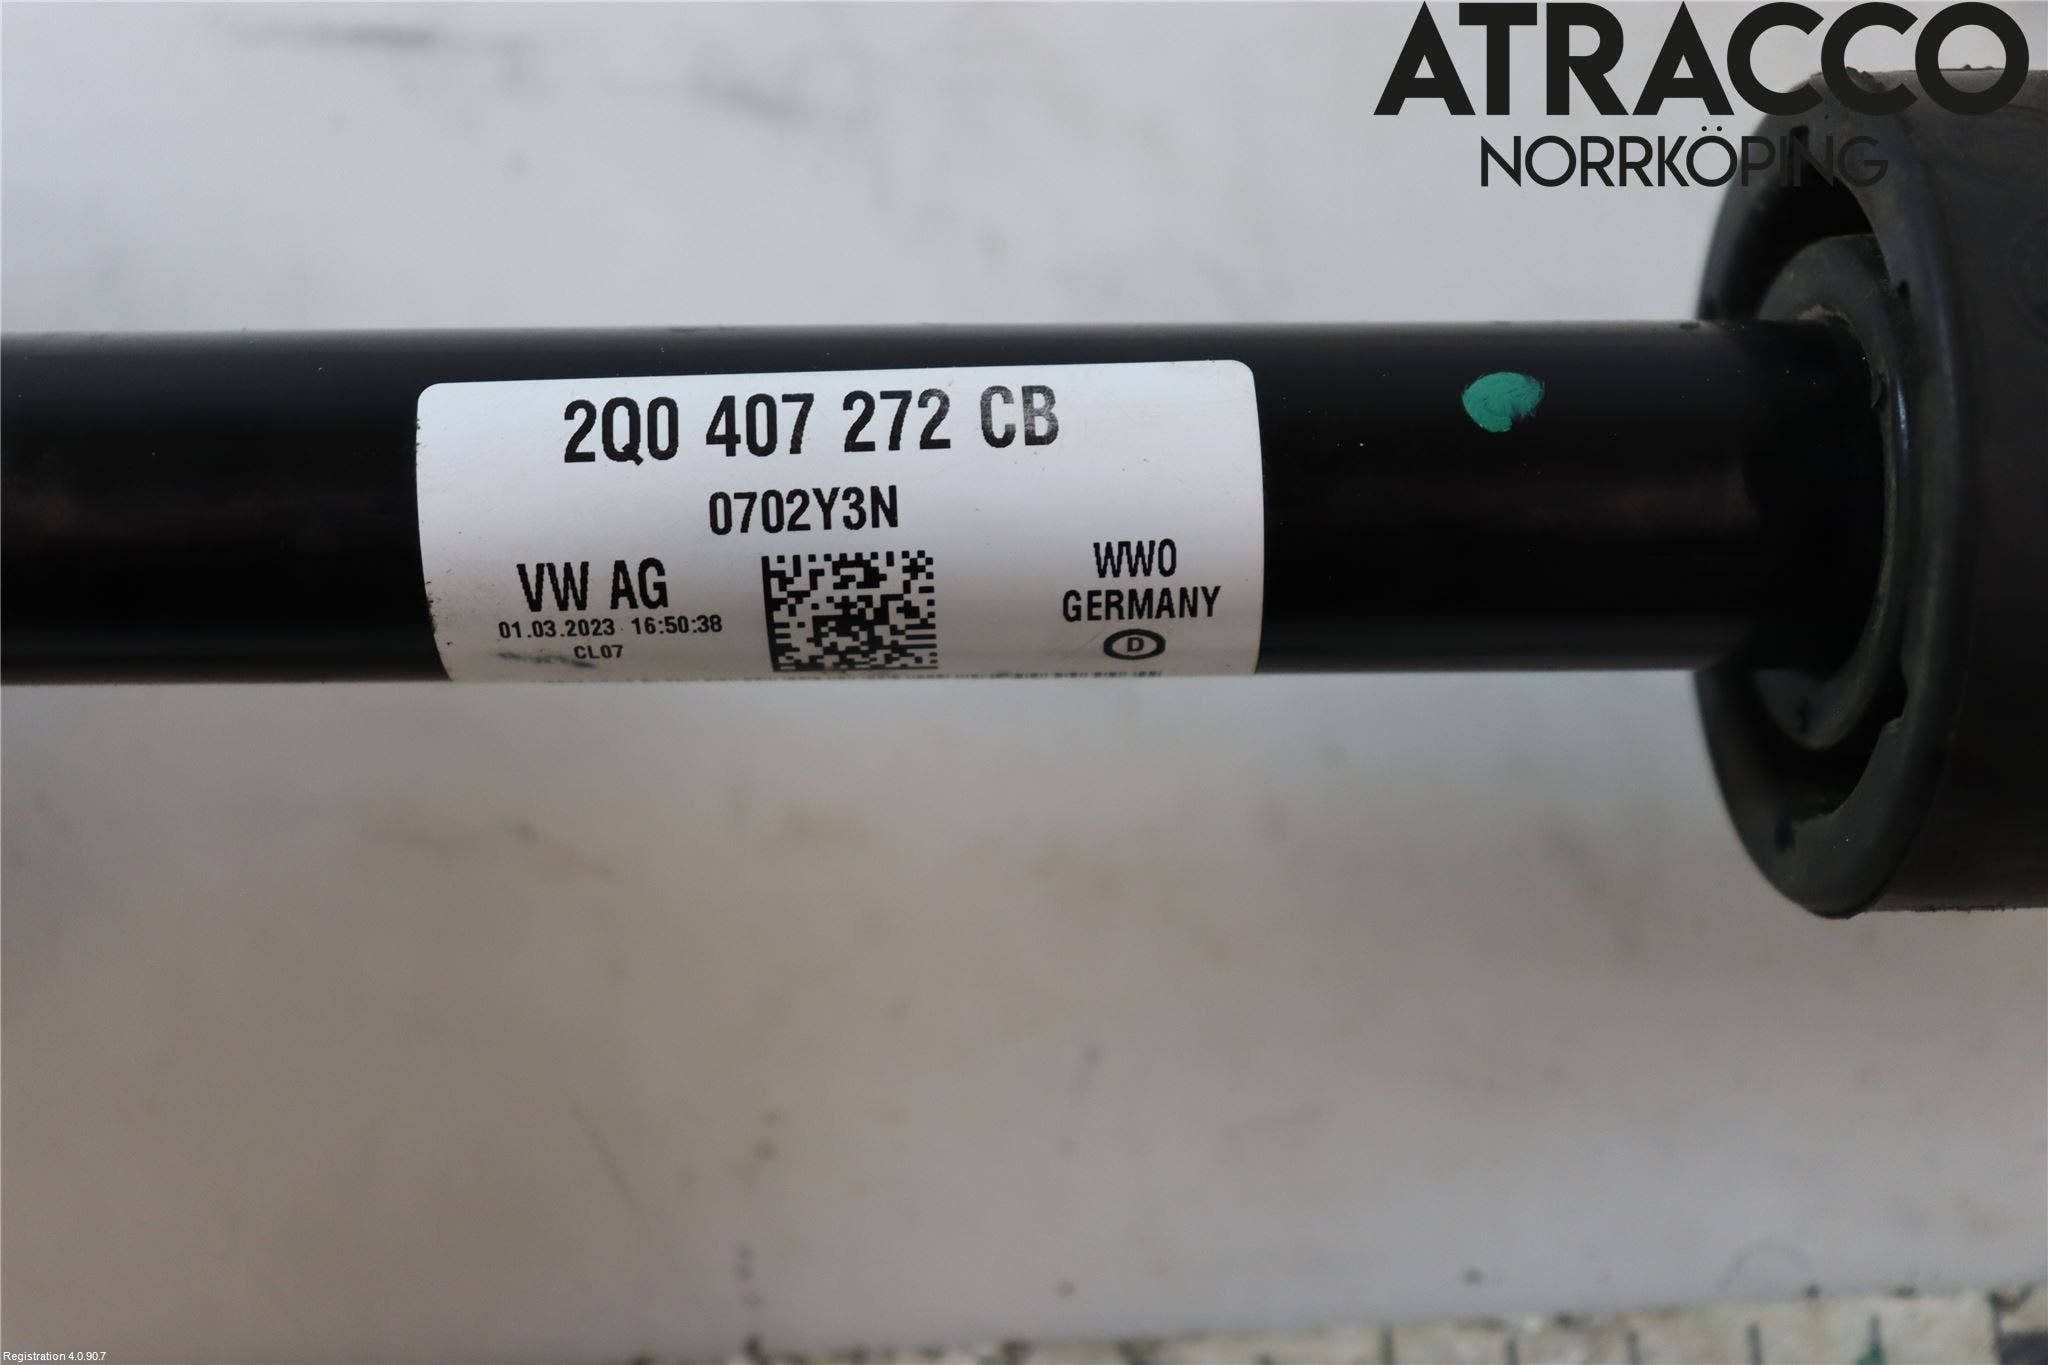 ATRACCO
NORRKÖPING
2Q0 407 272 CB
0702Y3N
VW AG
01.03.2023 16:50:38
CL07
WWO
GERMANY
D
Registration 4.0.90.7